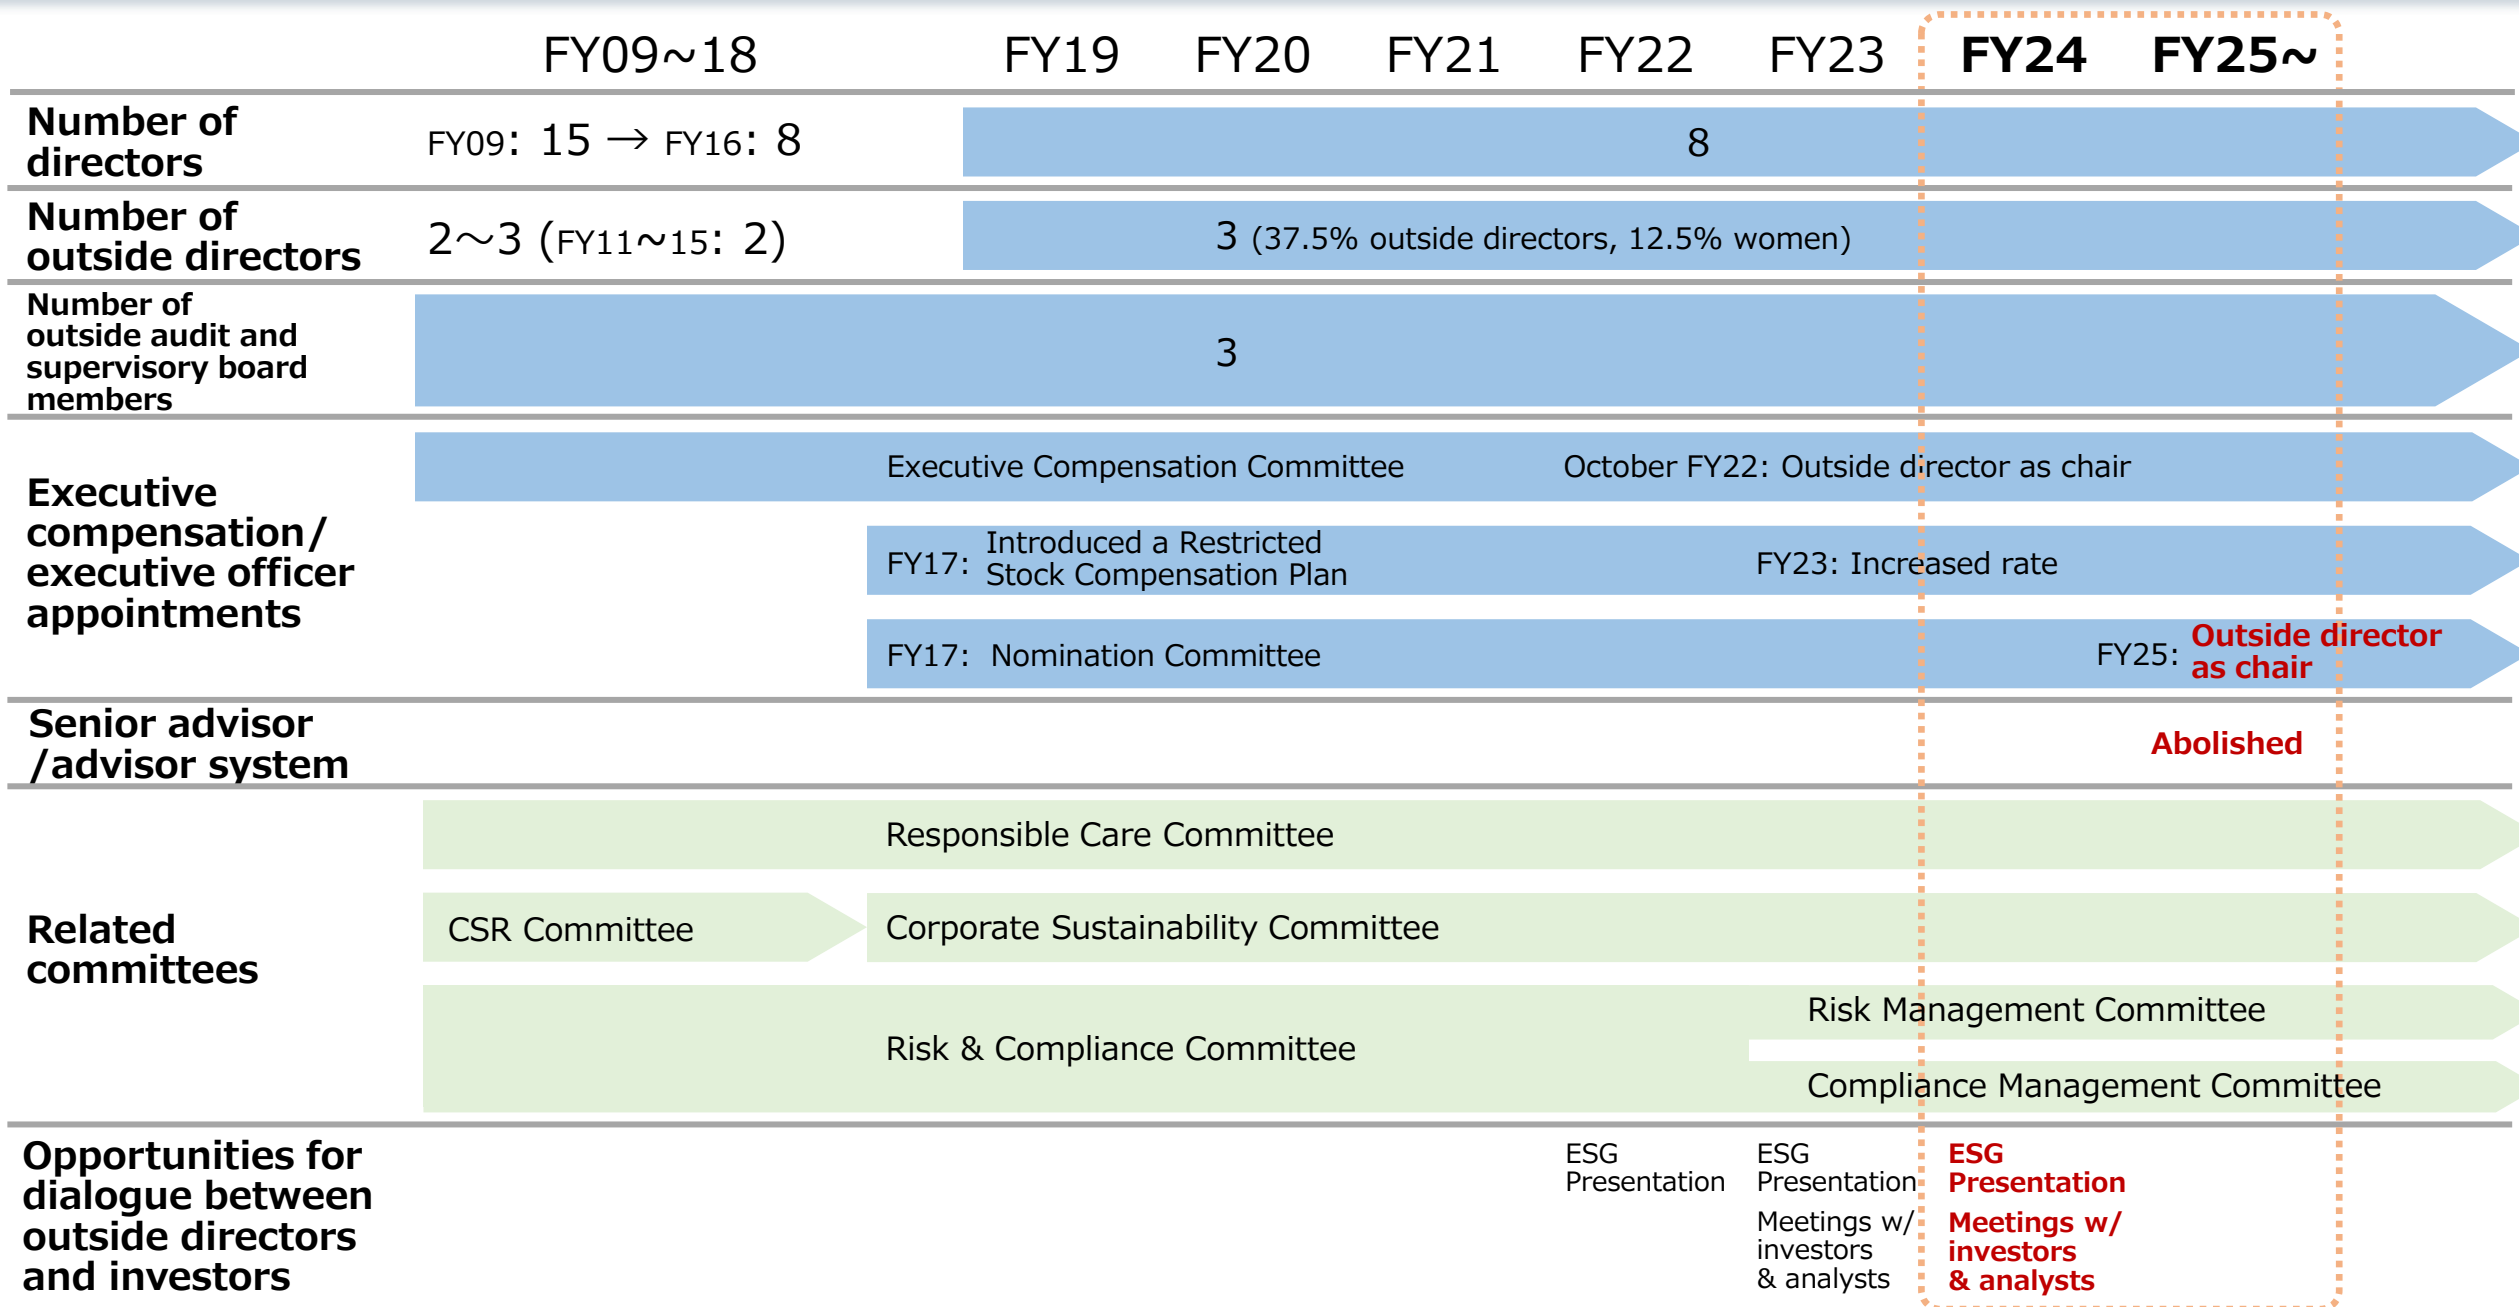 FY09~18 FY19 FY20 FY21 FY22 FY23 FY24 FY25~
Number of
directors
FY09: 15 → FY16: 8
8
Number of
outside directors
2～3 (FY11~15: 2)
3 (37.5% outside directors, 12.5% women)
Number of
outside audit and
supervisory board
members
3
Executive
compensation/
executive officer
appointments
Executive Compensation Committee
October FY22: Outside director as chair
FY17: Introduced a Restricted
Stock Compensation Plan
FY23: Increased rate
FY17: Nomination Committee
FY25: Outside director
as chair
Senior advisor
/advisor system
Abolished
Related
committees
Responsible Care Committee
CSR Committee
Corporate Sustainability Committee
Risk & Compliance Committee
Risk Management Committee
Compliance Management Committee
Opportunities for
dialogue between
outside directors
and investors
ESG
Presentation
ESG
Presentation
Meetings w/
investors
& analysts
ESG
Presentation
Meetings w/
investors
& analysts